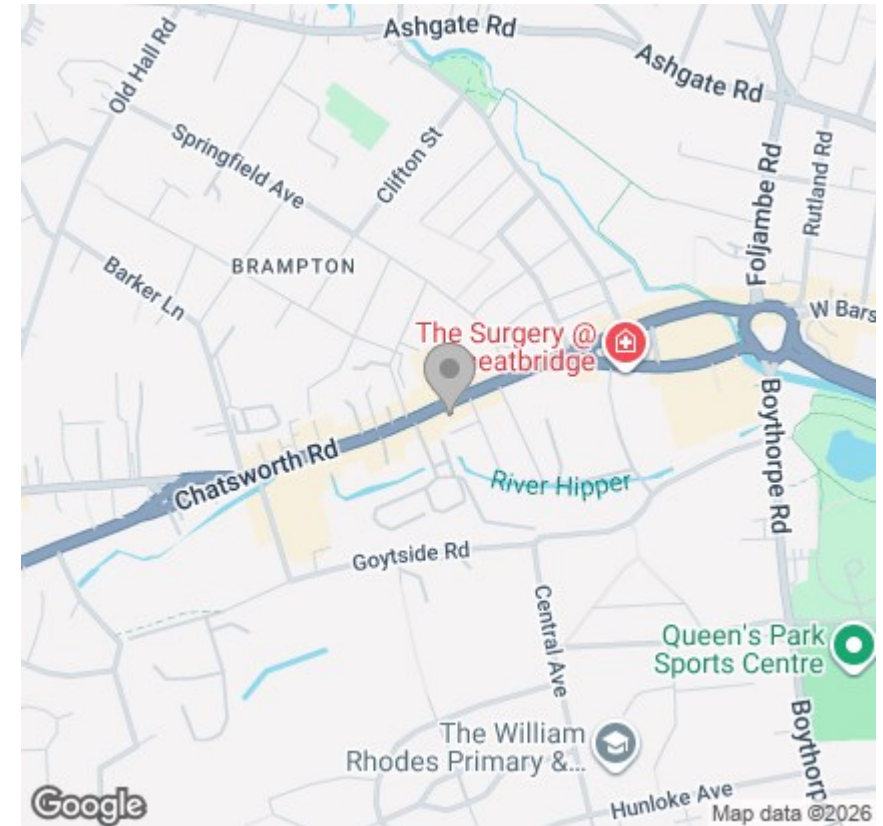 Ashgate Rd
Ashgate Rd
Old Hall Rd
Springfield Ave
Clifton St
Foljambe Rd
Rutland Rd
Barker Ln
BRAMPTON
W Bars
The Surgery @
eatbridge
Chatsworth Rd
River Hipper
Boythorpe Rd
Goytside Rd
Central Ave
Queen's Park
Sports Centre
The William
Rhodes Primary &...
Boythorp
Hunloke Ave
Google
Map data ©2026